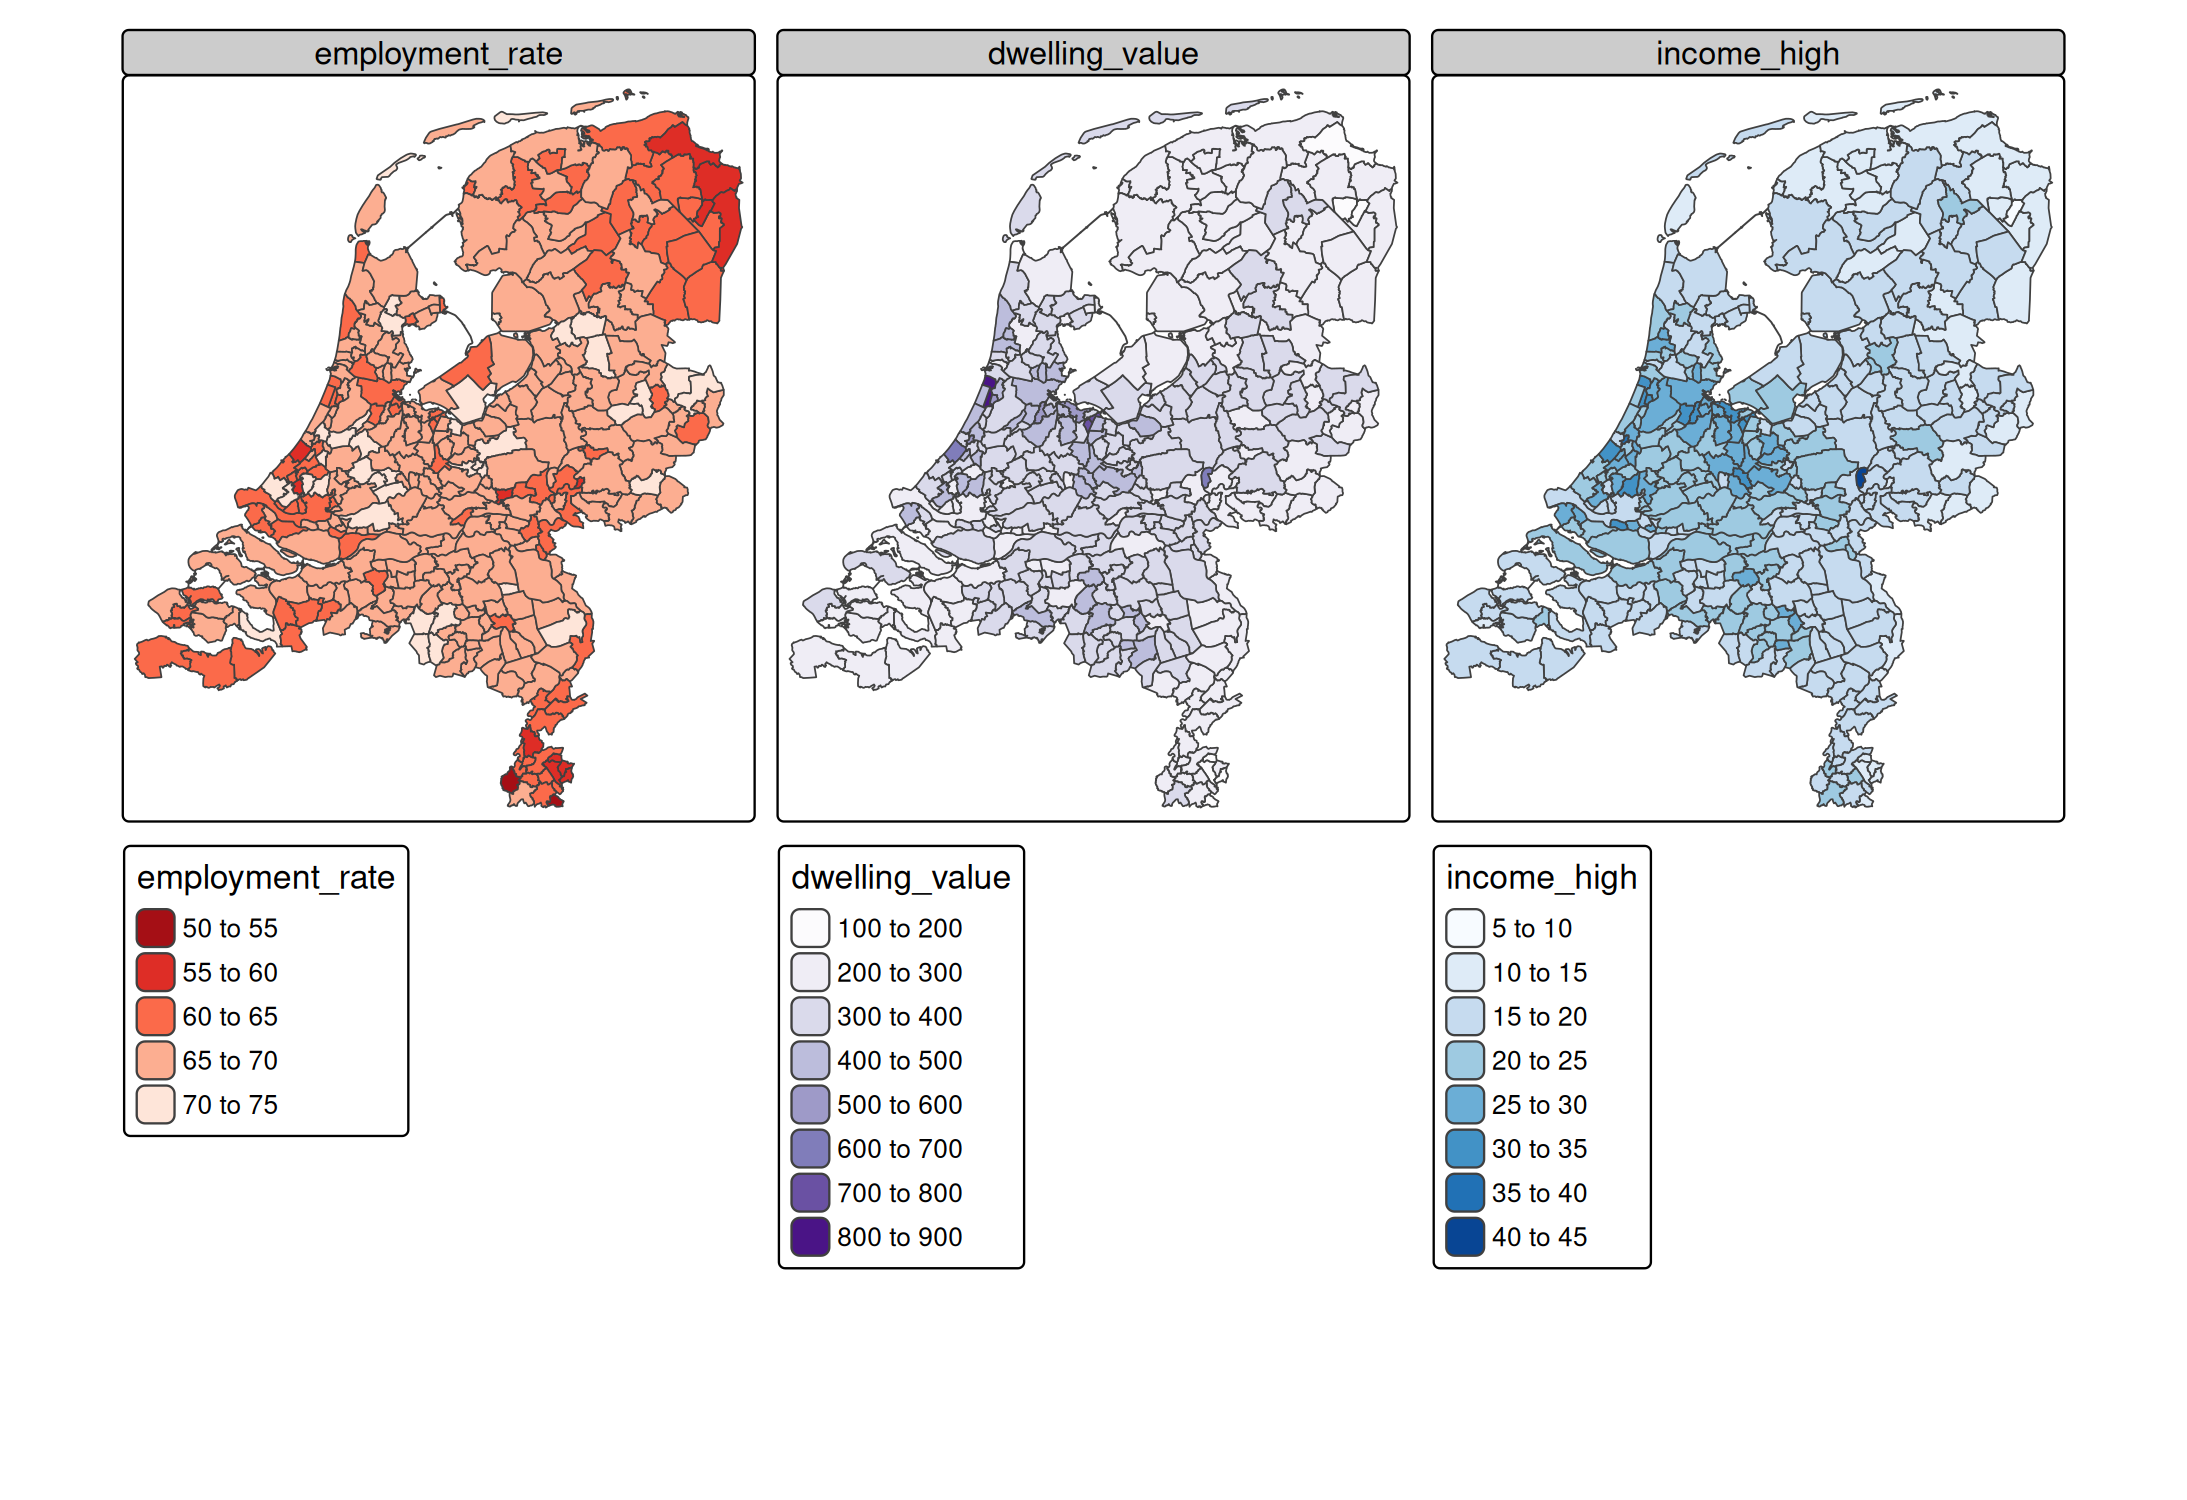 employment_rate
dwelling_value
income_high
employment_rate
50 to 55
55 to 60
60 to 65
65 to 70
70 to 75
dwelling_value
100 to 200
200 to 300
300 to 400
400 to 500
500 to 600
600 to 700
700 to 800
800 to 900
income_high
5 to 10
10 to 15
15 to 20
20 to 25
25 to 30
30 to 35
35 to 40
40 to 45